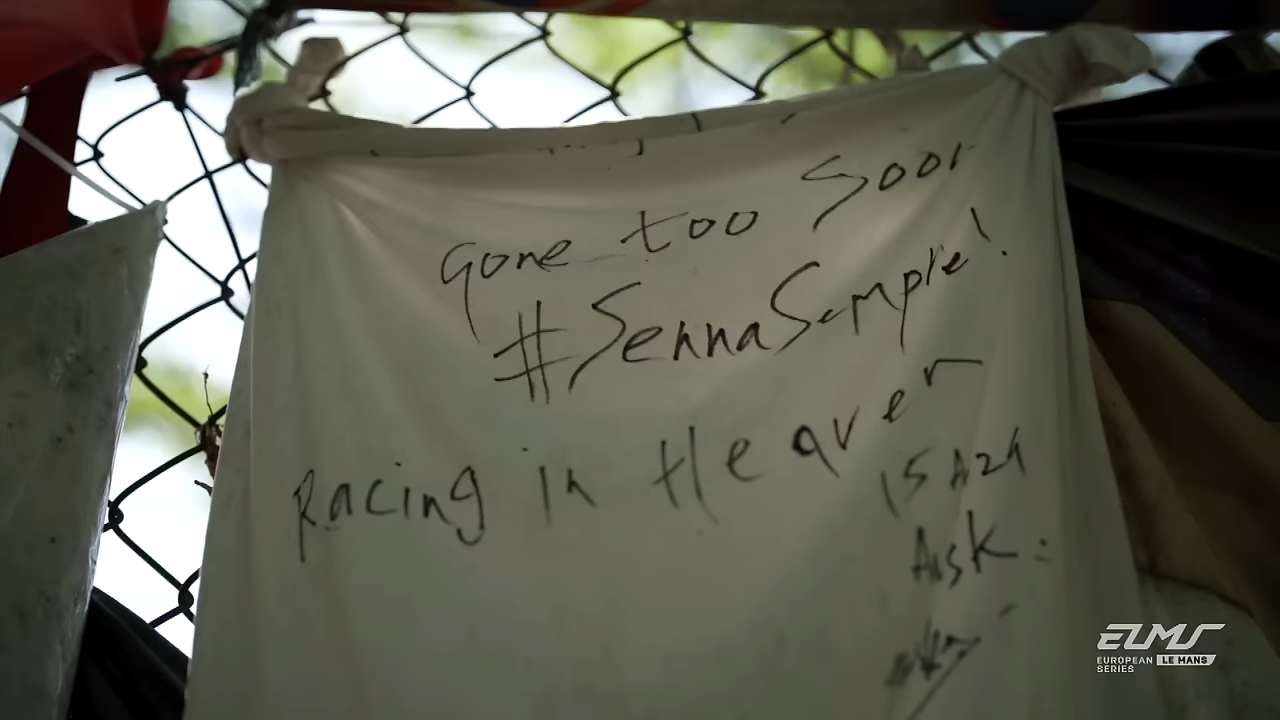 Gone too soon
#SennaSempre!
Racing in Heaven
ELMS
EUROPEAN LE MANS
SERIES